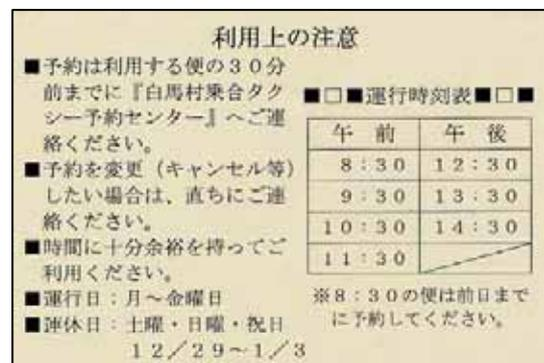 利用上の注意
■予約は利用する便の30分
前までに『白馬村乗合タク
シー予約センター』へご連
絡ください。
■予約を変更(キャンセル等)
したい場合は、直ちにご連
絡ください。
■時間に十分余裕を持ってご
利用ください。
■運行日:月~金曜日
■運休日:土曜・日曜・祝日
12/29~1/3
■□■運行時刻表■□■
午前 午後
8:30 12:30
9:30 13:30
10:30 14:30
11:30
※8:30の便は前日まで
に予約してください。